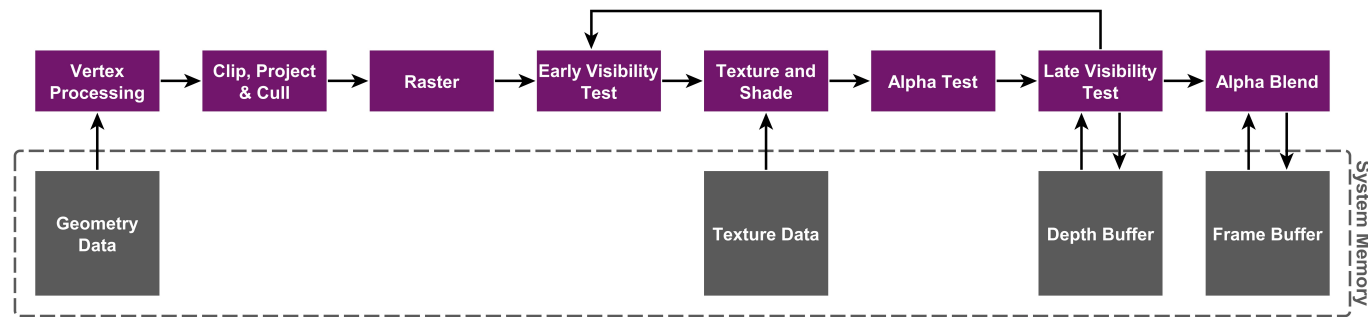 Vertex
Processing
Clip, Project
& Cull
Raster
Early Visibility
Test
Texture and
Shade
Alpha Test
Late Visibility
Test
Alpha Blend
Geometry
Data
Texture Data
Depth Buffer
Frame Buffer
System Memory